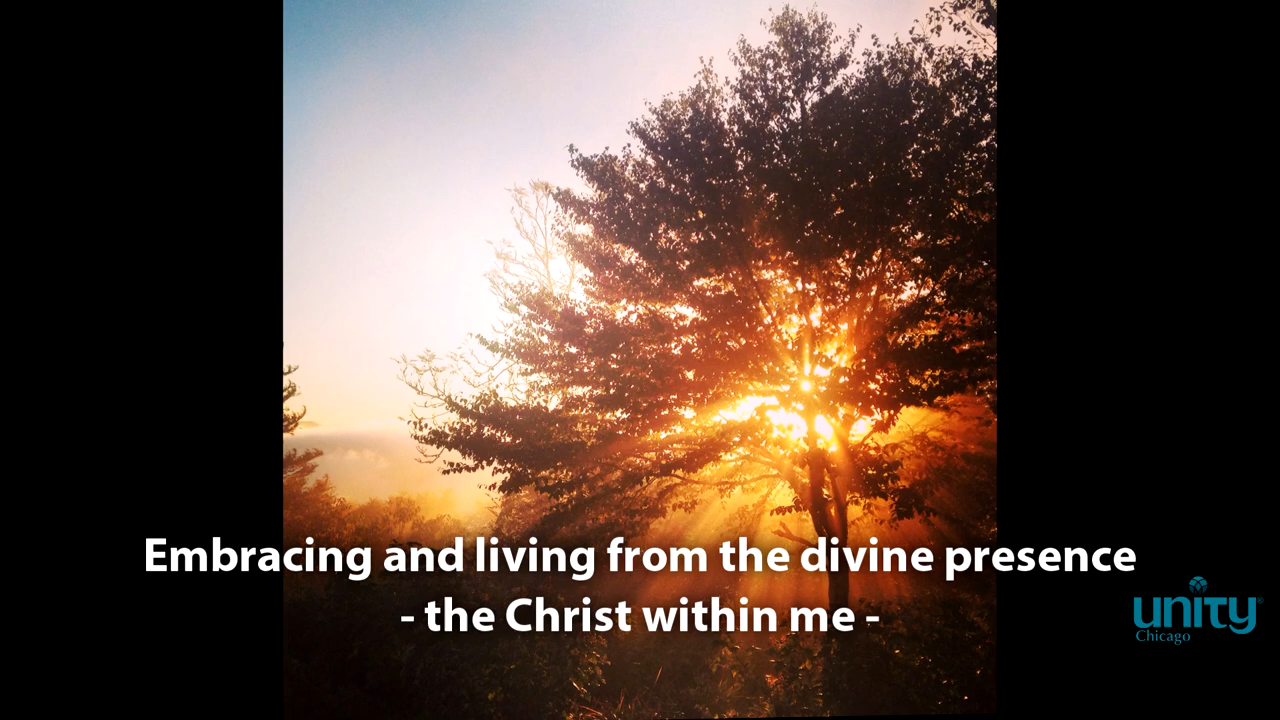 Embracing and living from the divine presence
- the Christ within me -
unity®
Chicago